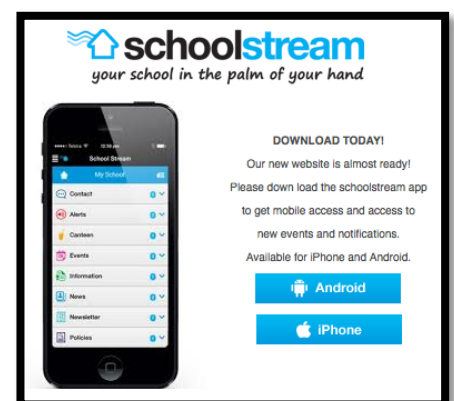 schoolstream
your school in the palm of your hand
Telstra
School Stream
My School
Contact
Alerts
Canteen
Events
Information
News
Newsletter
Policies
DOWNLOAD TODAY!
Our new website is almost ready!
Please down load the schoolstream app
to get mobile access and access to
new events and notifications.
Available for iPhone and Android.
Android
iPhone